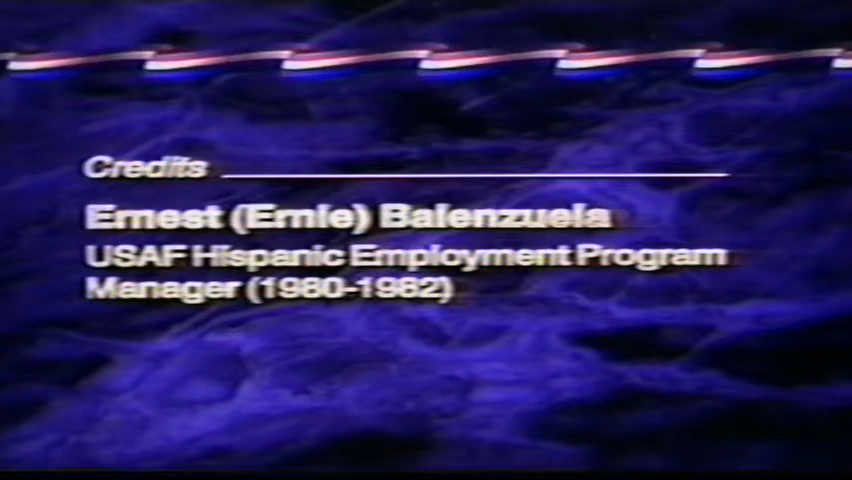 Credits
Ernest (Ernie) Balenzuela
USAF Hispanic Employment Program
Manager (1980-1982)